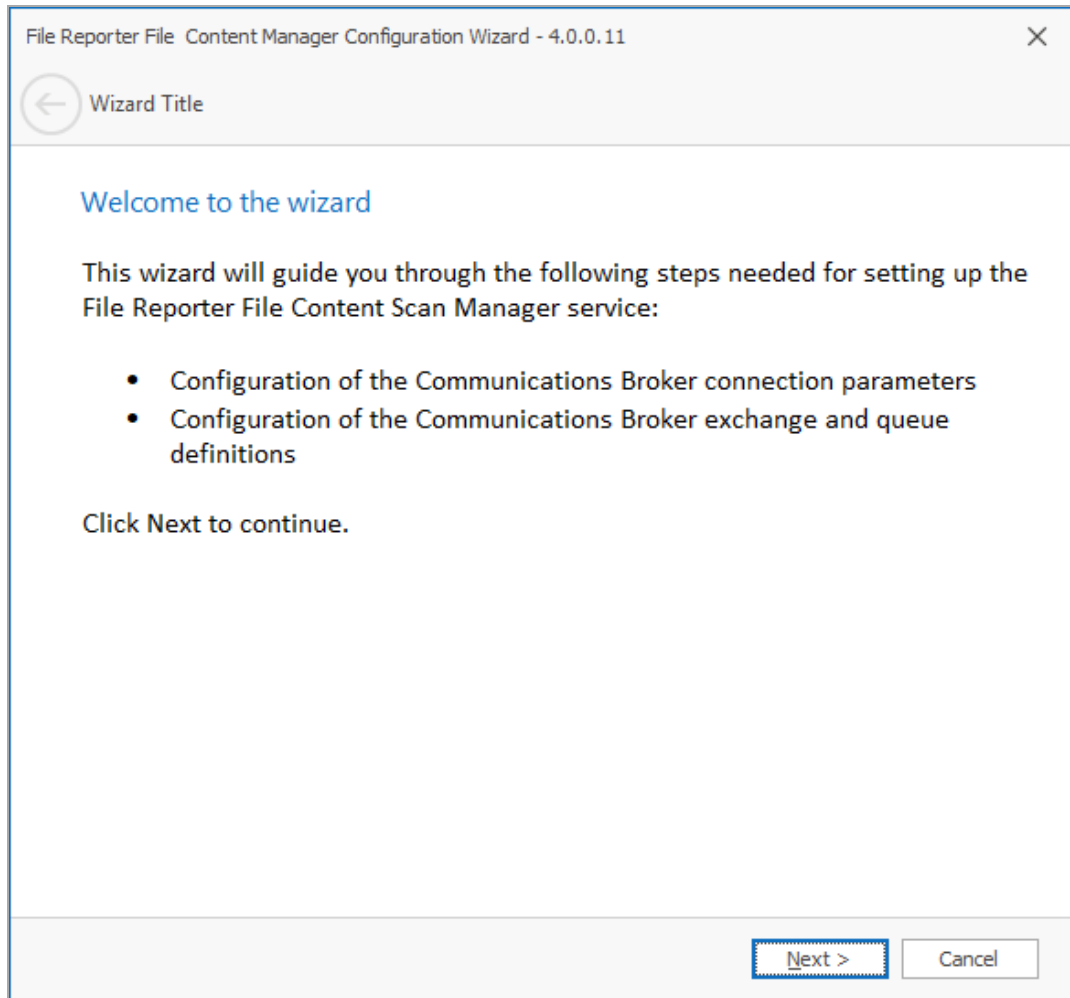 File Reporter File  Content Manager Configuration Wizard - 4.0.0.11
Wizard Title
Welcome to the wizard
This wizard will guide you through the following steps needed for setting up the
File Reporter File Content Scan Manager service:
• Configuration of the Communications Broker connection parameters
• Configuration of the Communications Broker exchange and queue
definitions
Click Next to continue.
Next >
Cancel